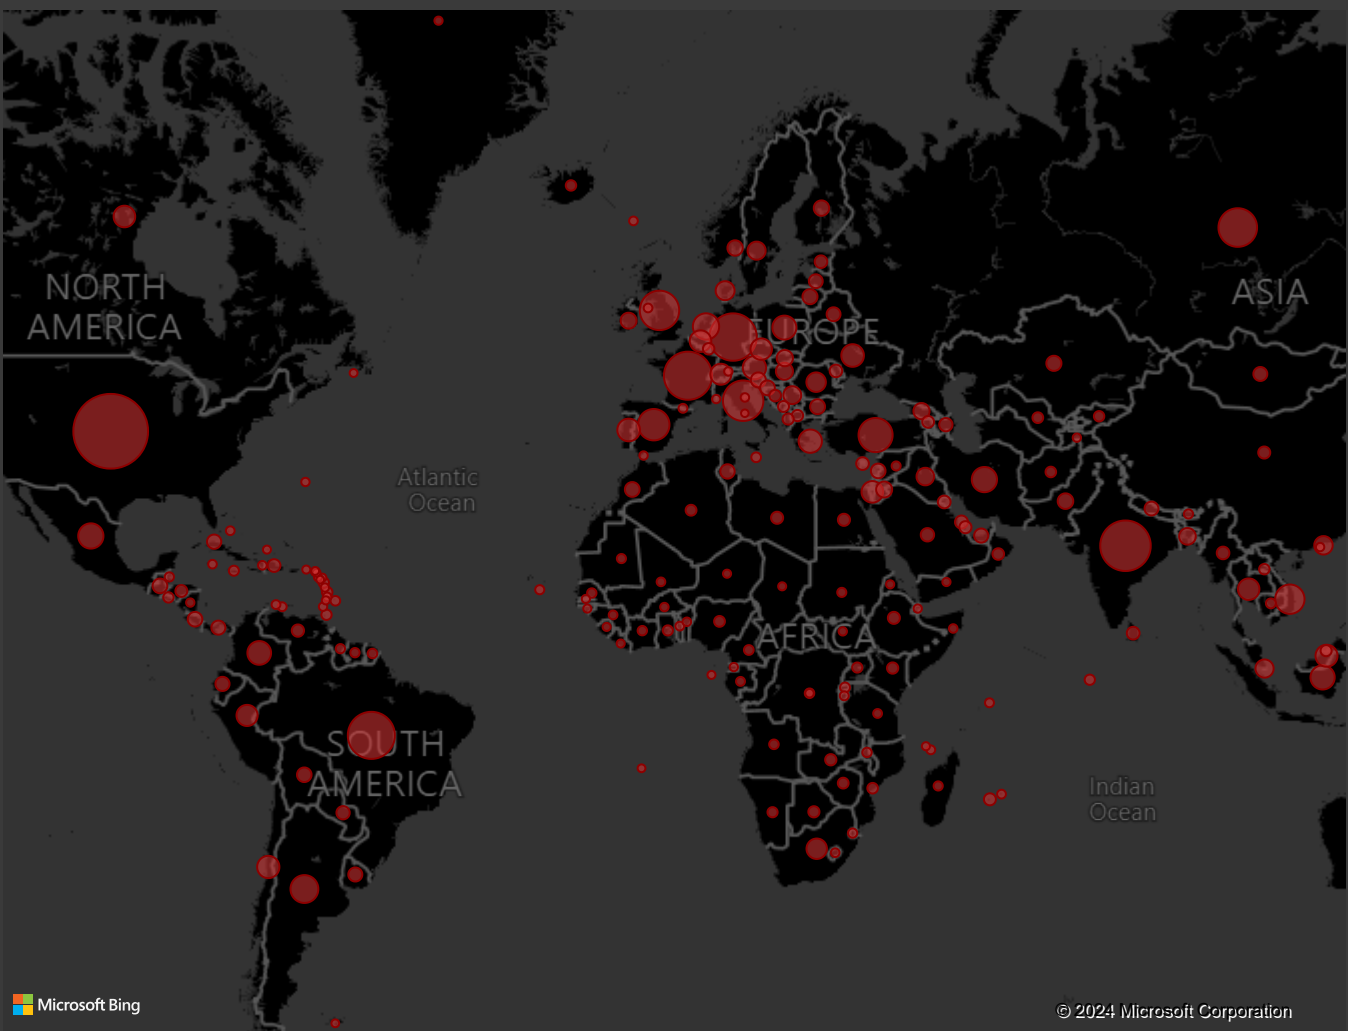 NORTH
AMERICA
ASIA
EUROPE
Atlantic
Ocean
AFRICA
SOUTH
AMERICA
Indian
Ocean
Microsoft Bing
© 2024 Microsoft Corporation